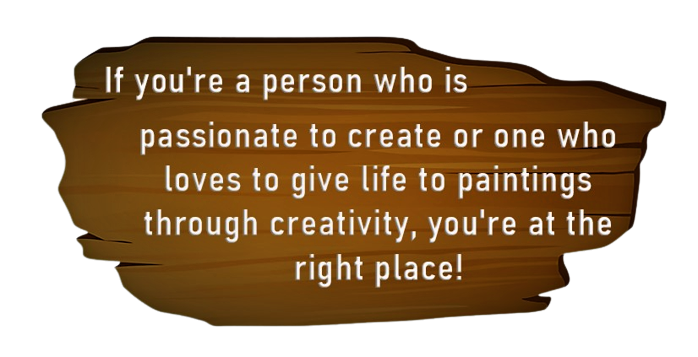 If you're a person who is
passionate to create or one who
loves to give life to paintings
through creativity, you're at the
right place!